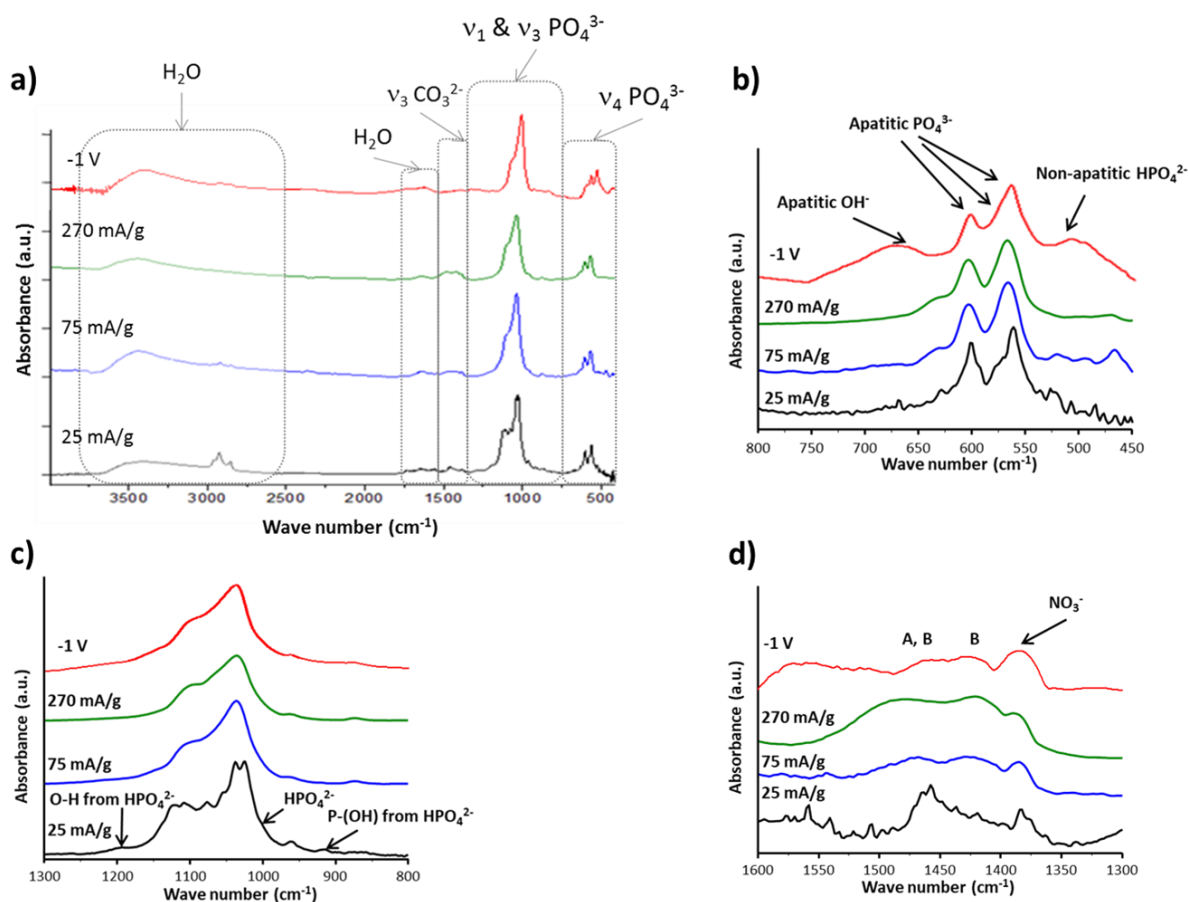 a)
H₂O
ν₃ CO₃²⁻
ν₁ & ν₃ PO₄³⁻
ν₄ PO₄³⁻
H₂O
-1 V
270 mA/g
75 mA/g
25 mA/g
Absorbance (a.u.)
3500 3000 2500 2000 1500 1000 500
Wave number (cm⁻¹)
b)
Apatitic PO₄³⁻
Non-apatitic HPO₄²⁻
Apatitic OH⁻
-1 V
270 mA/g
75 mA/g
25 mA/g
Absorbance (a.u.)
800 750 700 650 600 550 500 450
Wave number (cm⁻¹)
c)
-1 V
270 mA/g
75 mA/g
O-H from HPO₄²⁻
HPO₄²⁻
P-(OH) from HPO₄²⁻
25 mA/g
Absorbance (a.u.)
1300 1200 1100 1000 900 800
Wave number (cm⁻¹)
d)
NO₃⁻
-1 V
A, B
B
270 mA/g
75 mA/g
25 mA/g
Absorbance (a.u.)
1600 1550 1500 1450 1400 1350 1300
Wave number (cm⁻¹)